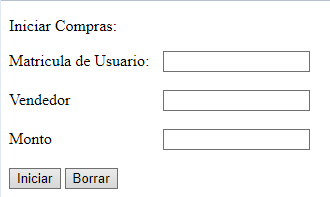 Iniciar Compras:
Matricula de Usuario:
Vendedor
Monto
Iniciar Borrar